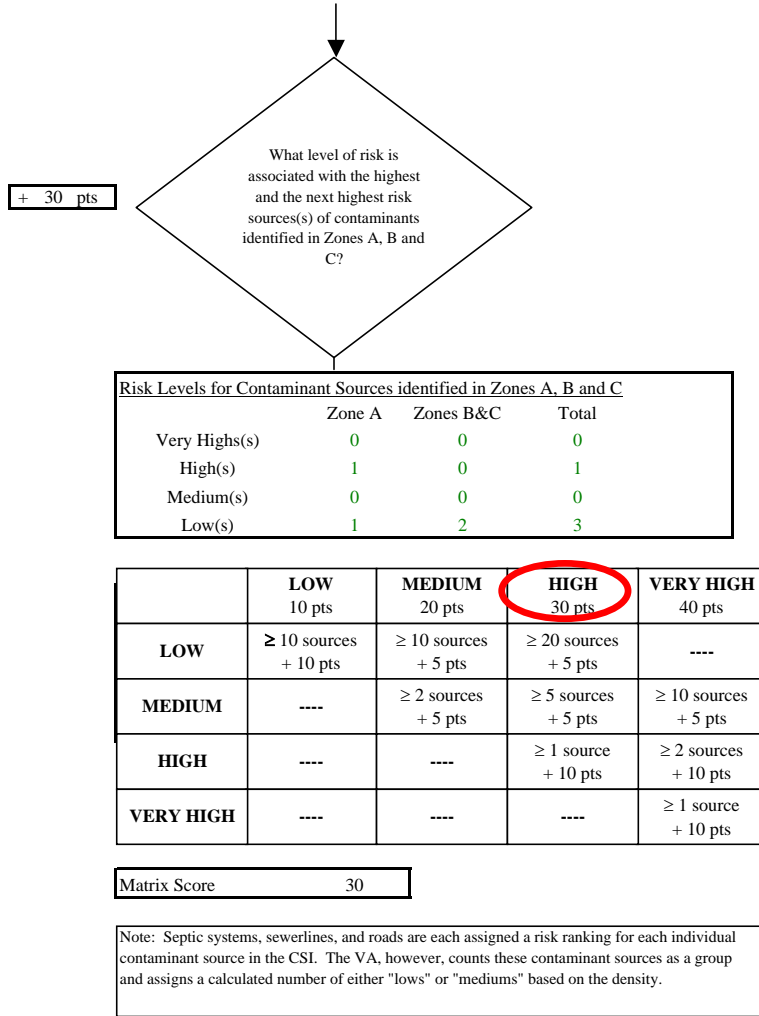 What level of risk is
associated with the highest
and the next highest risk
sources(s) of contaminants
identified in Zones A, B and
C?
+ 30 pts
Risk Levels for Contaminant Sources identified in Zones A, B and C
Zone A Zones B&C Total
Very Highs(s) 0 0 0
High(s) 1 0 1
Medium(s) 0 0 0
Low(s) 1 2 3
LOW MEDIUM HIGH VERY HIGH
10 pts 20 pts 30 pts 40 pts
LOW ≥ 10 sources ≥ 10 sources ≥ 20 sources ----
+ 10 pts + 5 pts + 5 pts
MEDIUM ---- ≥ 2 sources ≥ 5 sources ≥ 10 sources
+ 5 pts + 5 pts + 5 pts
HIGH ---- ---- ≥ 1 source ≥ 2 sources
+ 10 pts + 10 pts
VERY HIGH ---- ---- ---- ≥ 1 source
+ 10 pts
Matrix Score 30
Note: Septic systems, sewerlines, and roads are each assigned a risk ranking for each individual
contaminant source in the CSI. The VA, however, counts these contaminant sources as a group
and assigns a calculated number of either "lows" or "mediums" based on the density.